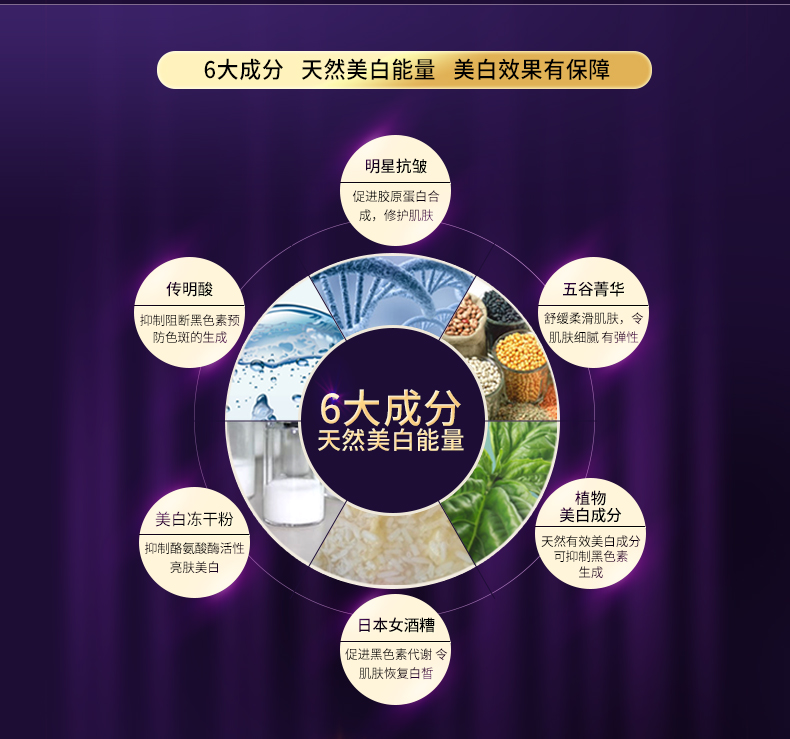 6大成分 天然美白能量 美白效果有保障
明星抗皱
促进胶原蛋白合
成，修护肌肤
传明酸
抑制阻断黑色素预
防色斑的生成
五谷菁华
舒缓柔滑肌肤，令
肌肤细腻 有弹性
6大成分
天然美白能量
美白冻干粉
抑制酪氨酸酶活性
亮肤美白
植物
美白成分
天然有效美白成分
可抑制黑色素
生成
日本女酒糟
促进黑色素代谢 令
肌肤恢复白皙